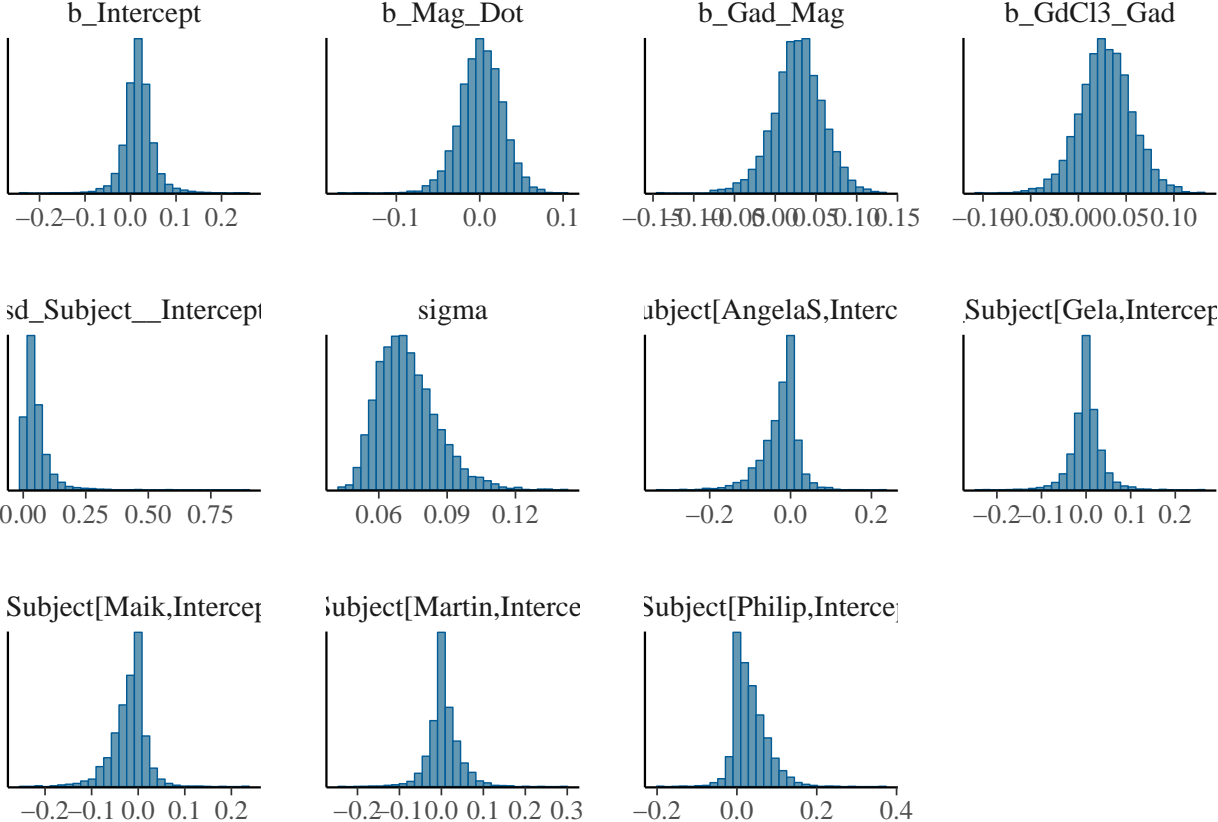 b_Intercept
b_Mag_Dot
b_Gad_Mag
b_GdCl3_Gad
−0.2 −0.1 0.0 0.1 0.2
−0.1 0.0 0.1
−0.15 −0.10 −0.05 0.00 0.05 0.10 0.15
−0.10 −0.05 0.00 0.05 0.10
sd_Subject__Intercept
sigma
ubject[AngelaS,Interc
Subject[Gela,Intercep
0.00 0.25 0.50 0.75
0.06 0.09 0.12
−0.2 0.0 0.2
−0.2 −0.1 0.0 0.1 0.2
Subject[Maik,Intercep
Subject[Martin,Interce
Subject[Philip,Intercep
−0.2 −0.1 0.0 0.1 0.2
−0.2 −0.1 0.0 0.1 0.2 0.3
−0.2 0.0 0.2 0.4